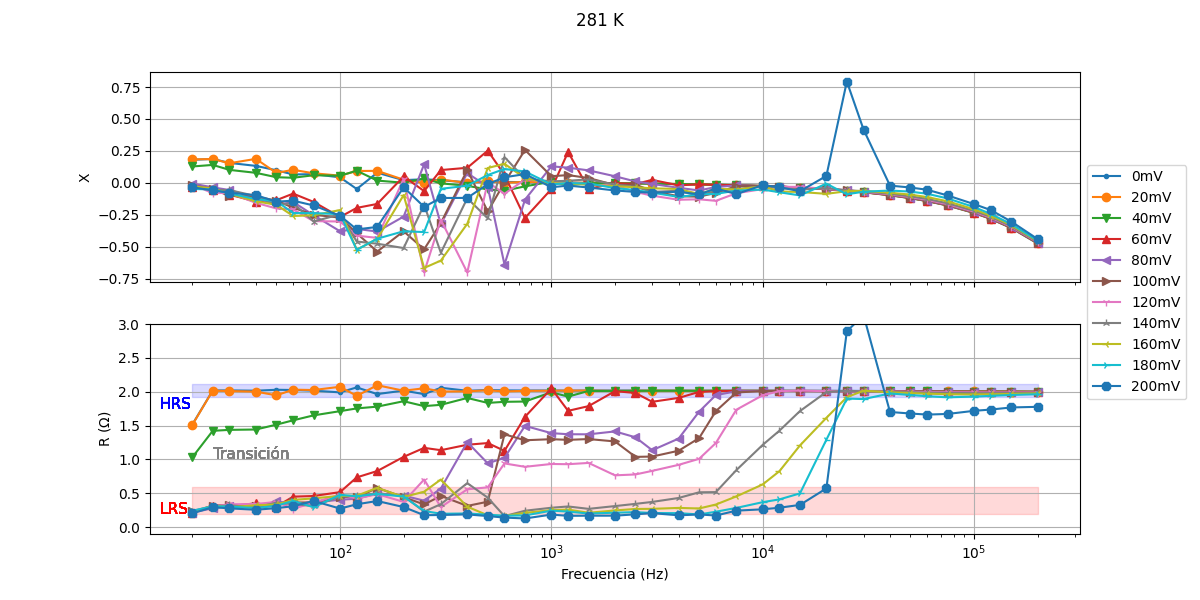 281 K
0.75
0.50
0.25
0.00
−0.25
−0.50
−0.75
X
3.0
2.5
2.0
1.5
1.0
0.5
0.0
R (Ω)
HRS
Transición
LRS
10²
10³
10⁴
10⁵
Frecuencia (Hz)
0mV
20mV
40mV
60mV
80mV
100mV
120mV
140mV
160mV
180mV
200mV